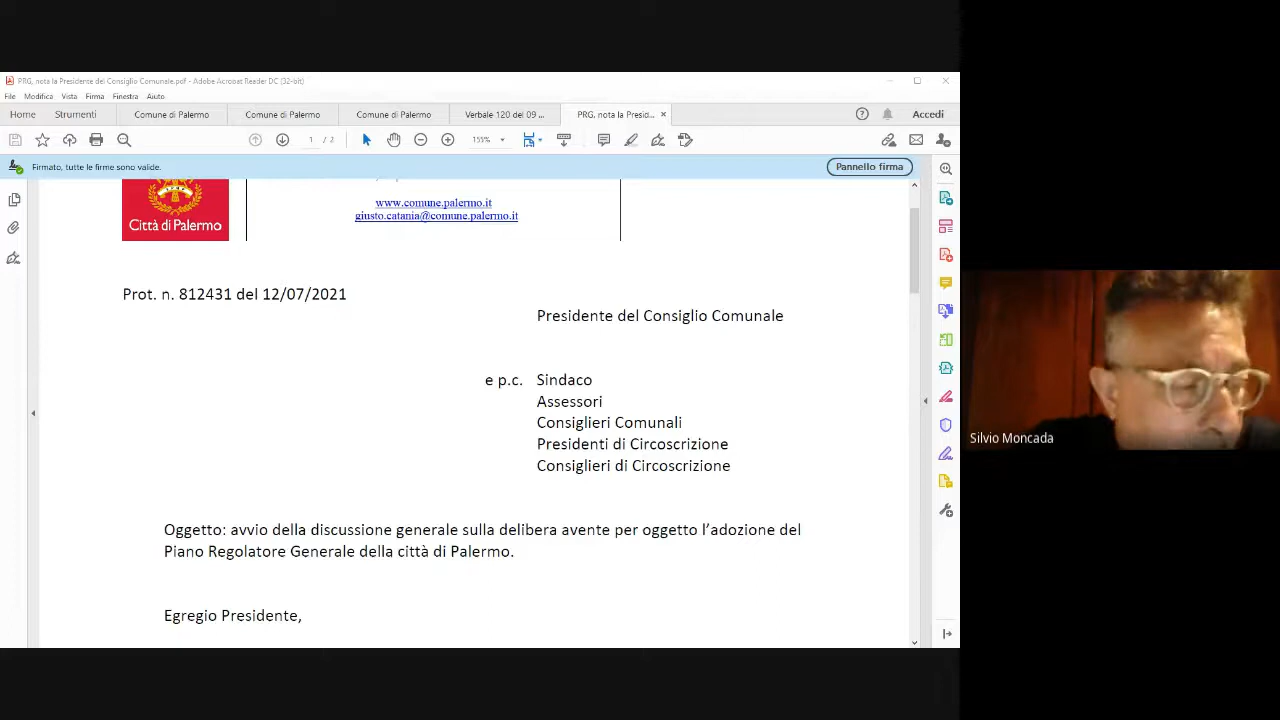 PRG, nota la Presidente del Consiglio Comunale.pdf - Adobe Acrobat Reader DC (32-bit)
File Modifica Vista Firma Finestra Aiuto
Home Strumenti Comune di Palermo Comune di Palermo Comune di Palermo Verbale 120 del 09 ... PRG, nota la Presid... × Accedi
1 / 2 155%
Firmato, tutte le firme sono valide. Pannello firma
www.comune.palermo.it
giusto.catania@comune.palermo.it
Città di Palermo
Prot. n. 812431 del 12/07/2021
Presidente del Consiglio Comunale
e p.c. Sindaco
Assessori
Consiglieri Comunali
Presidenti di Circoscrizione
Consiglieri di Circoscrizione
Oggetto: avvio della discussione generale sulla delibera avente per oggetto l’adozione del
Piano Regolatore Generale della città di Palermo.
Egregio Presidente,
Silvio Moncada